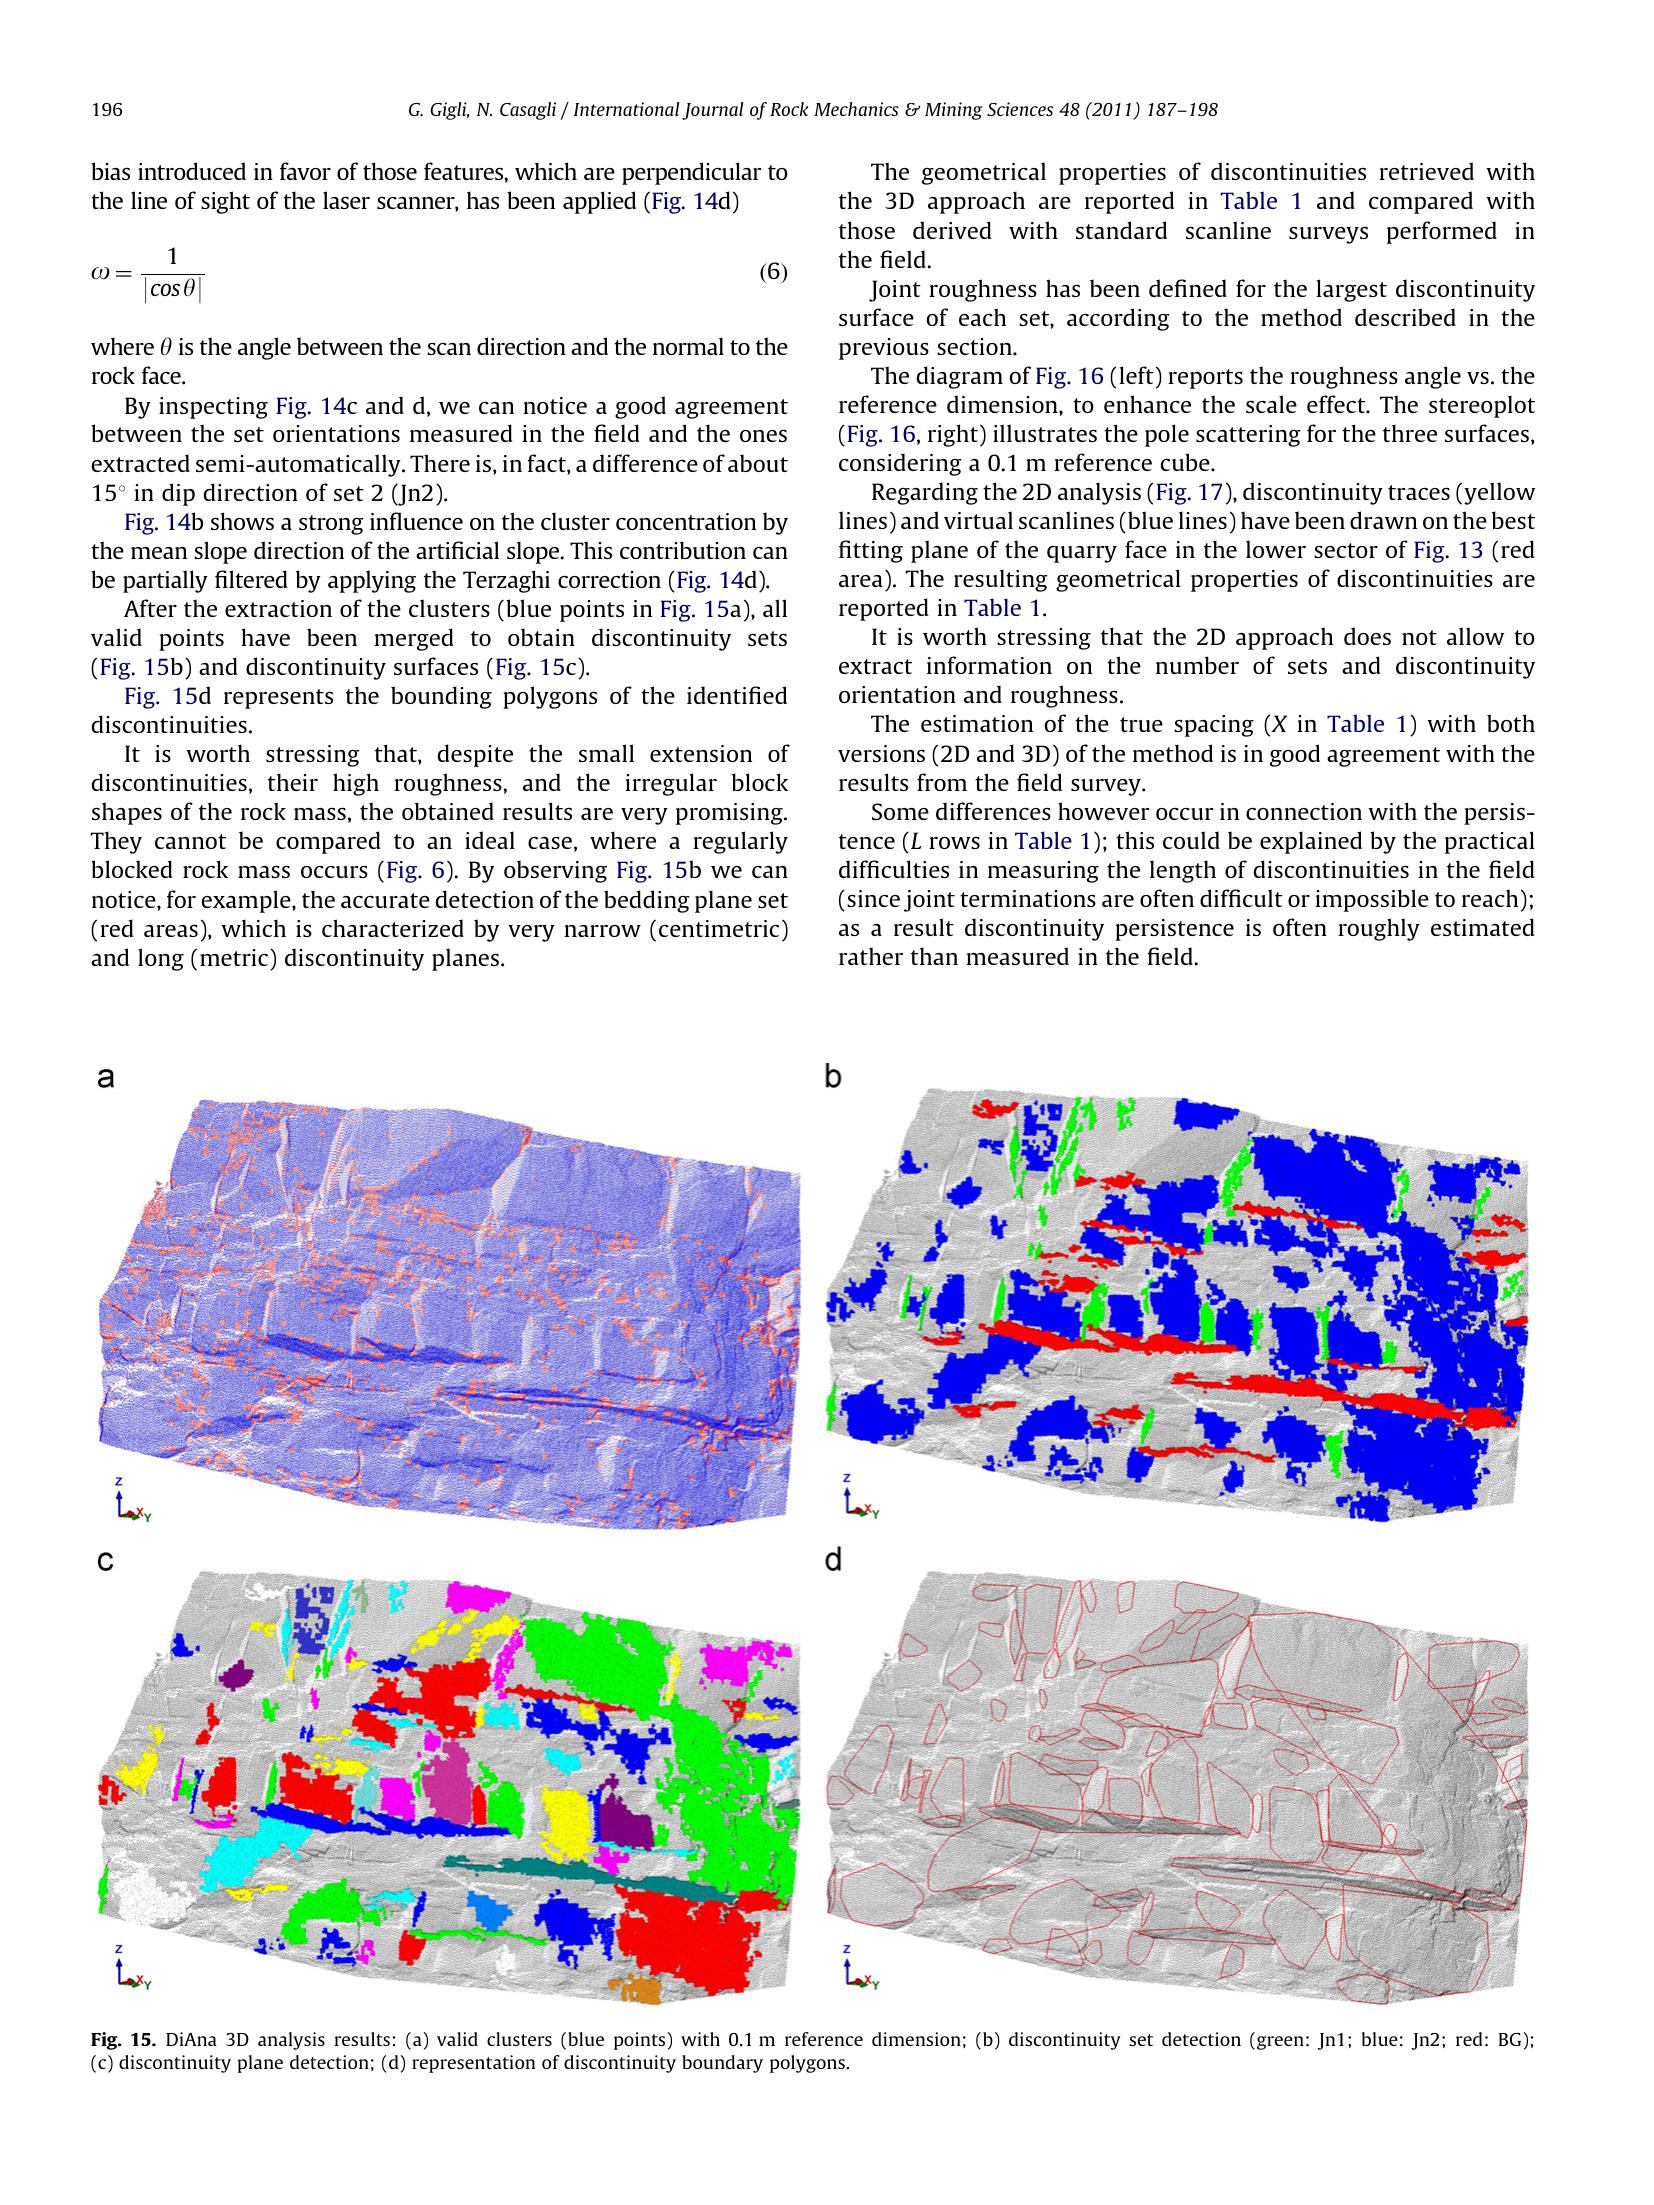 196
G. Gigli, N. Casagli / International Journal of Rock Mechanics & Mining Sciences 48 (2011) 187–198
bias introduced in favor of those features, which are perpendicular to
the line of sight of the laser scanner, has been applied (Fig. 14d)
ω = 1 / |cos θ| (6)
where θ is the angle between the scan direction and the normal to the
rock face.
By inspecting Fig. 14c and d, we can notice a good agreement
between the set orientations measured in the field and the ones
extracted semi-automatically. There is, in fact, a difference of about
15° in dip direction of set 2 (Jn2).
Fig. 14b shows a strong influence on the cluster concentration by
the mean slope direction of the artificial slope. This contribution can
be partially filtered by applying the Terzaghi correction (Fig. 14d).
After the extraction of the clusters (blue points in Fig. 15a), all
valid points have been merged to obtain discontinuity sets
(Fig. 15b) and discontinuity surfaces (Fig. 15c).
Fig. 15d represents the bounding polygons of the identified
discontinuities.
It is worth stressing that, despite the small extension of
discontinuities, their high roughness, and the irregular block
shapes of the rock mass, the obtained results are very promising.
They cannot be compared to an ideal case, where a regularly
blocked rock mass occurs (Fig. 6). By observing Fig. 15b we can
notice, for example, the accurate detection of the bedding plane set
(red areas), which is characterized by very narrow (centimetric)
and long (metric) discontinuity planes.
The geometrical properties of discontinuities retrieved with
the 3D approach are reported in Table 1 and compared with
those derived with standard scanline surveys performed in
the field.
Joint roughness has been defined for the largest discontinuity
surface of each set, according to the method described in the
previous section.
The diagram of Fig. 16 (left) reports the roughness angle vs. the
reference dimension, to enhance the scale effect. The stereoplot
(Fig. 16, right) illustrates the pole scattering for the three surfaces,
considering a 0.1 m reference cube.
Regarding the 2D analysis (Fig. 17), discontinuity traces (yellow
lines) and virtual scanlines (blue lines) have been drawn on the best
fitting plane of the quarry face in the lower sector of Fig. 13 (red
area). The resulting geometrical properties of discontinuities are
reported in Table 1.
It is worth stressing that the 2D approach does not allow to
extract information on the number of sets and discontinuity
orientation and roughness.
The estimation of the true spacing (X in Table 1) with both
versions (2D and 3D) of the method is in good agreement with the
results from the field survey.
Some differences however occur in connection with the persis-
tence (L rows in Table 1); this could be explained by the practical
difficulties in measuring the length of discontinuities in the field
(since joint terminations are often difficult or impossible to reach);
as a result discontinuity persistence is often roughly estimated
rather than measured in the field.
a
Z
X
Y
b
Z
X
Y
c
Z
X
Y
d
Z
X
Y
Fig. 15. DiAna 3D analysis results: (a) valid clusters (blue points) with 0.1 m reference dimension; (b) discontinuity set detection (green: Jn1; blue: Jn2; red: BG);
(c) discontinuity plane detection; (d) representation of discontinuity boundary polygons.